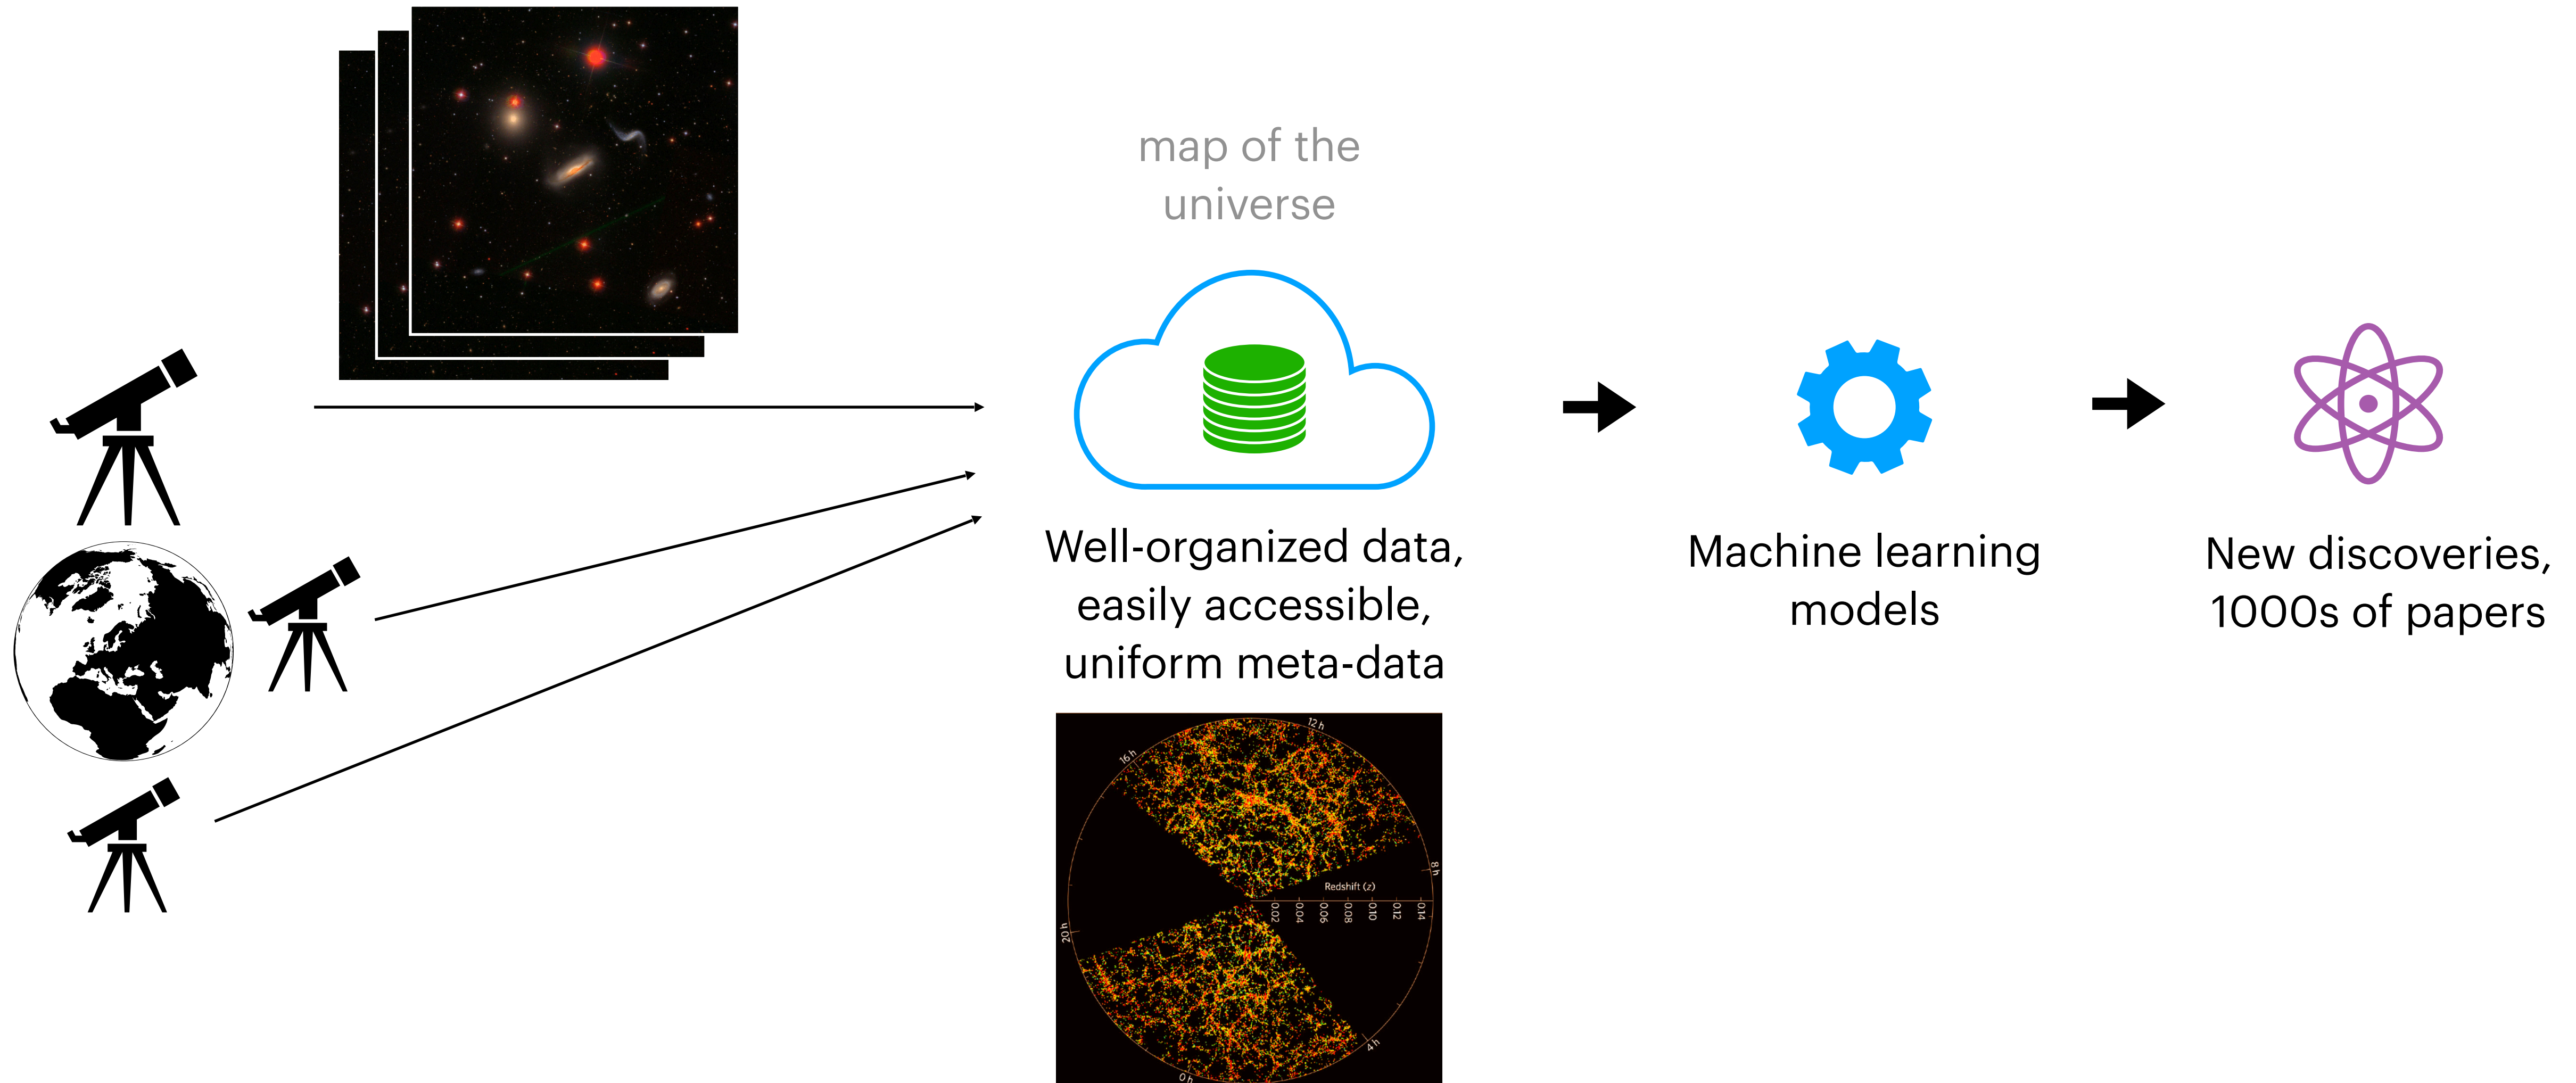 map of the
universe
Well-organized data,
easily accessible,
uniform meta-data
Machine learning
models
New discoveries,
1000s of papers
12 h
16 h
8 h
Redshift (z)
0.02
0.04
0.06
0.08
0.10
0.12
0.14
20 h
4 h
0 h